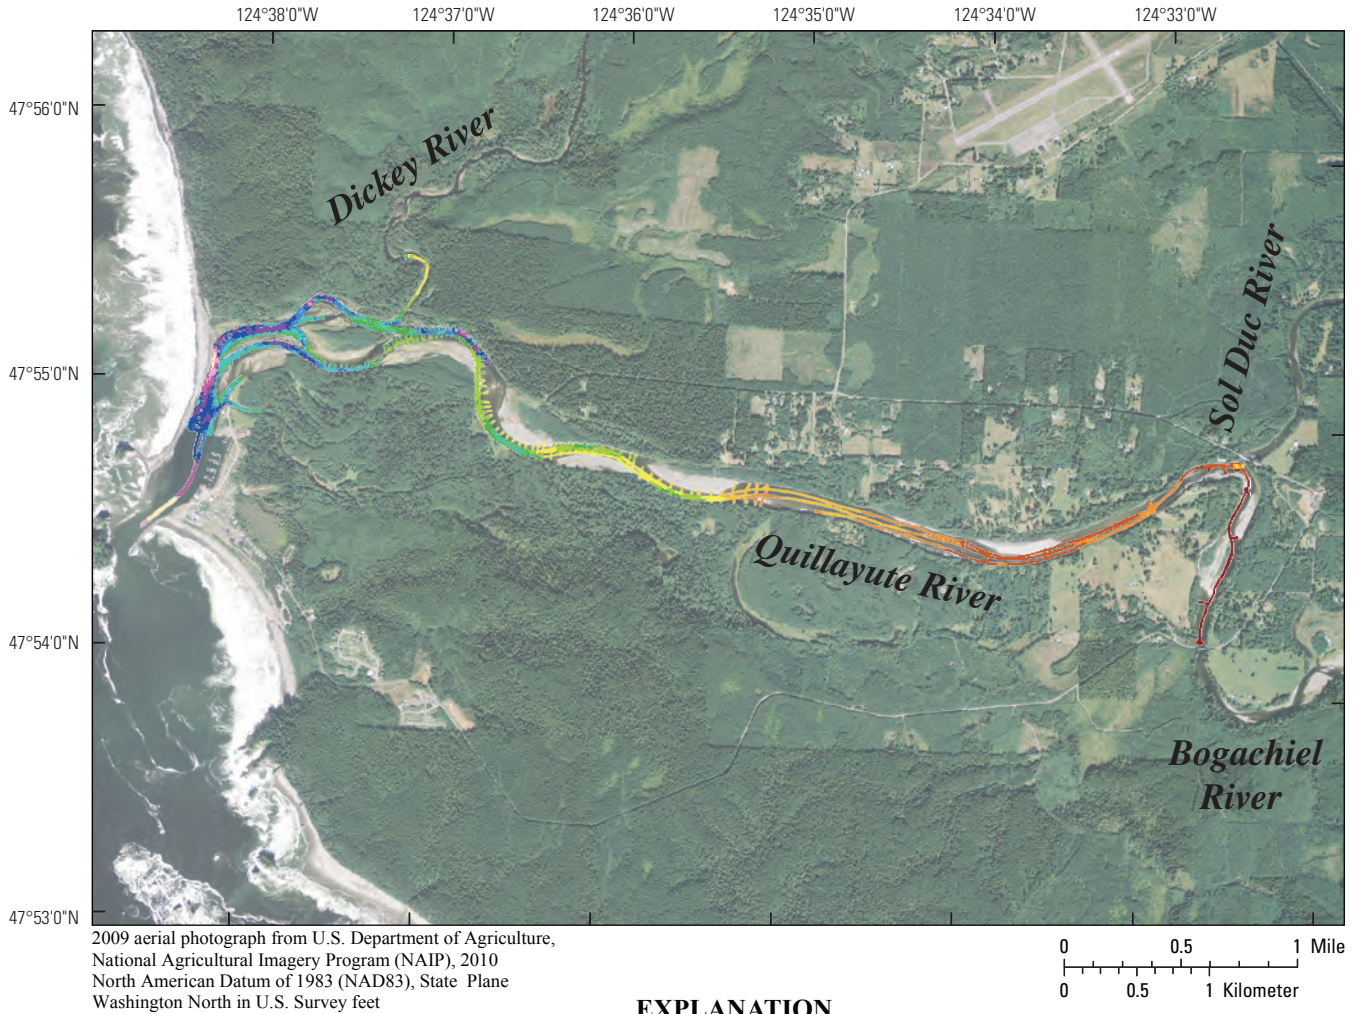 124°38'0"W 124°37'0"W 124°36'0"W 124°35'0"W 124°34'0"W 124°33'0"W
47°56'0"N
Dickey River
Sol Duc River
47°55'0"N
Quillayute River
47°54'0"N
Bogachiel
River
47°53'0"N
2009 aerial photograph from U.S. Department of Agriculture,
National Agricultural Imagery Program (NAIP), 2010
North American Datum of 1983 (NAD83), State Plane
Washington North in U.S. Survey feet
0 0.5 1 Mile
0 0.5 1 Kilometer
EXPLANATION